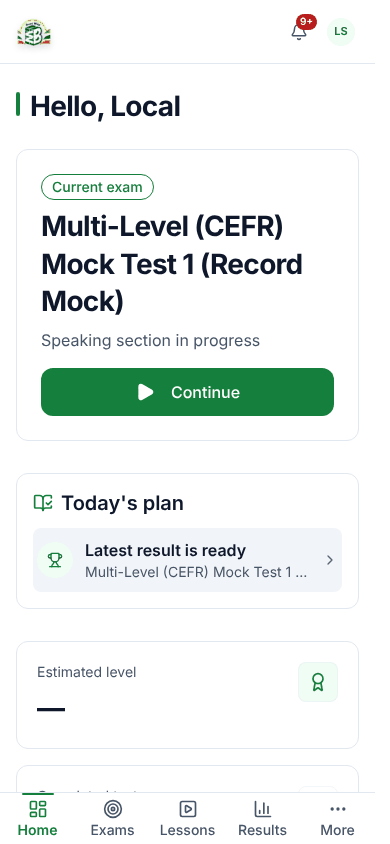 9+
LS
Hello, Local
Current exam
Multi-Level (CEFR)
Mock Test 1 (Record
Mock)
Speaking section in progress
Continue
Today's plan
Latest result is ready
Multi-Level (CEFR) Mock Test 1 ...
Estimated level
—
Home
Exams
Lessons
Results
More